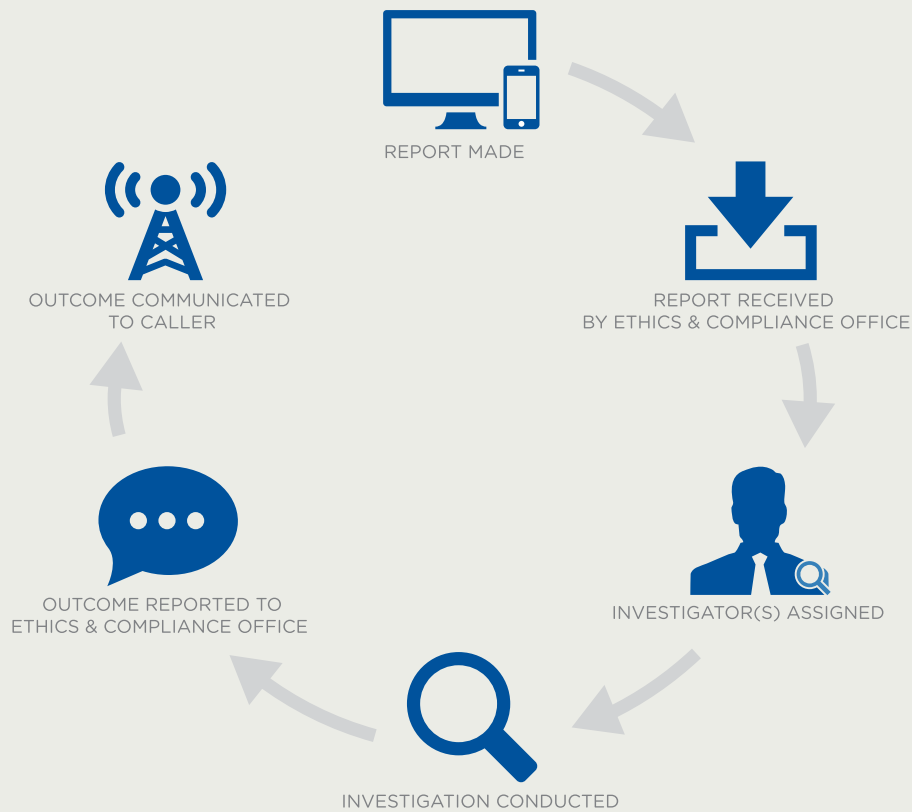 REPORT MADE
REPORT RECEIVED
BY ETHICS & COMPLIANCE OFFICE
INVESTIGATOR(S) ASSIGNED
INVESTIGATION CONDUCTED
OUTCOME REPORTED TO
ETHICS & COMPLIANCE OFFICE
OUTCOME COMMUNICATED
TO CALLER